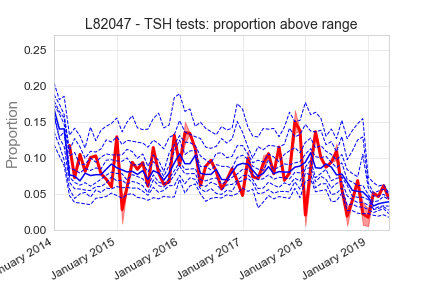 L82047 - TSH tests: proportion above range
Proportion
0.25
0.20
0.15
0.10
0.05
0.00
2014
January 2015
January 2016
January 2017
January 2018
January 2019